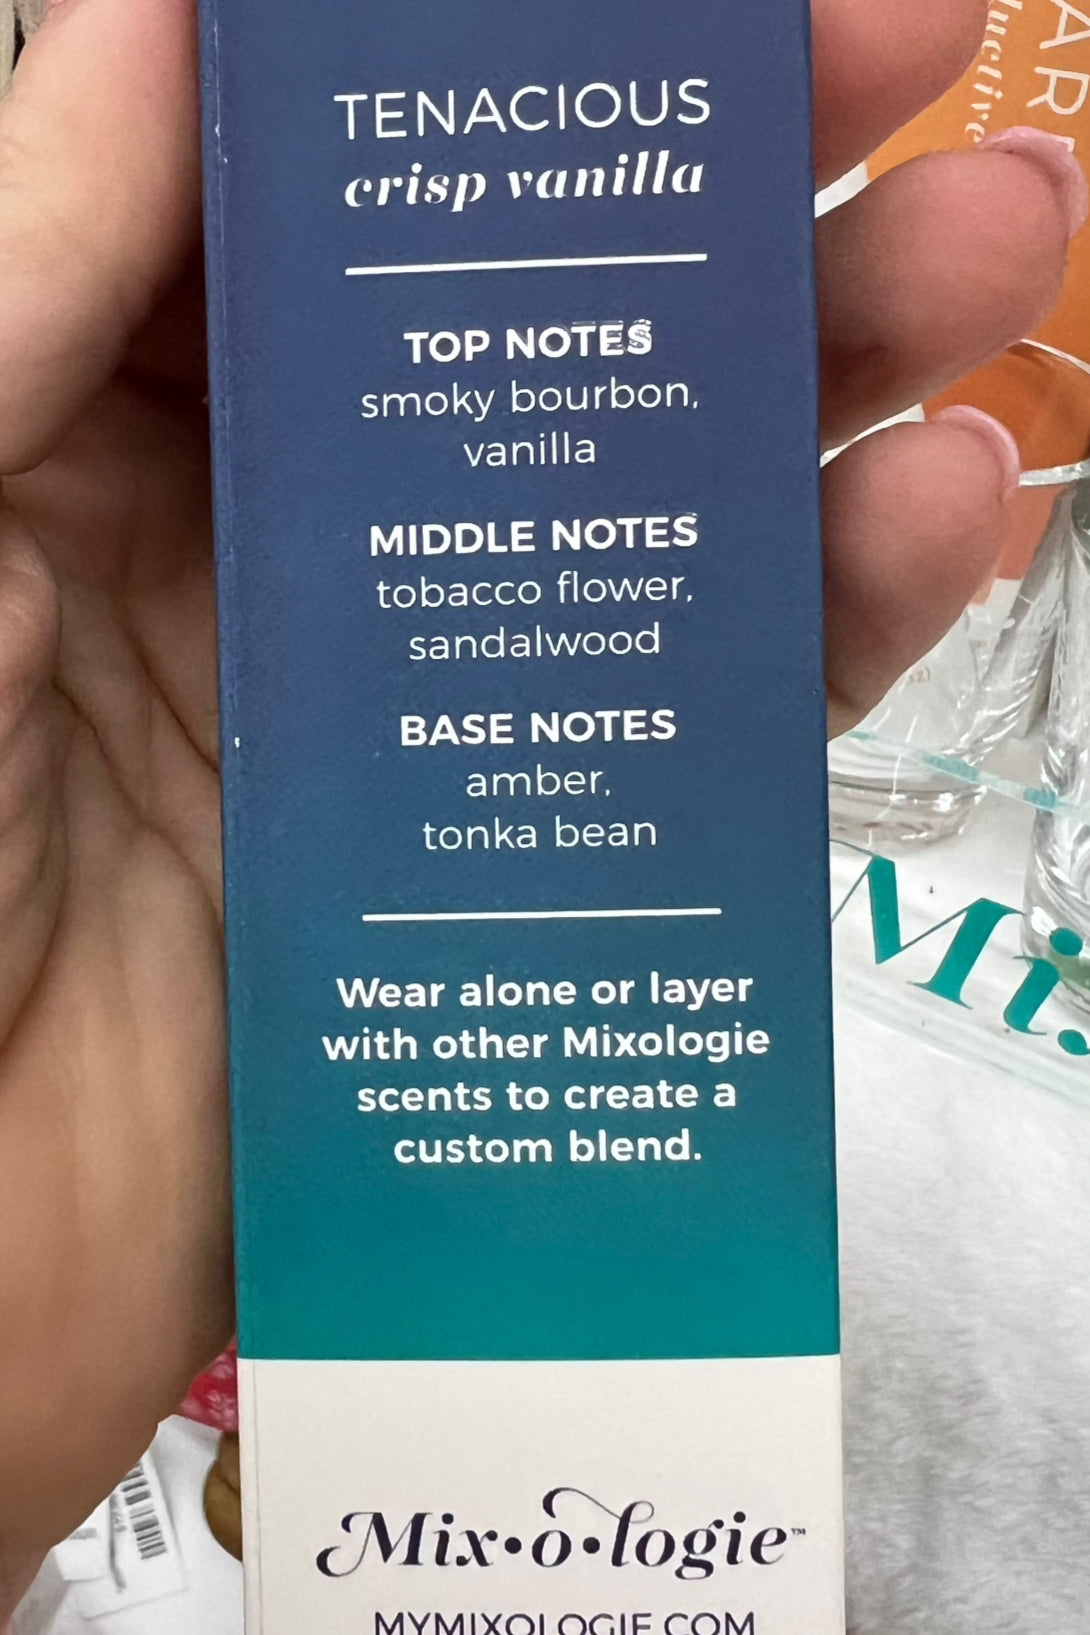 TENACIOUS
crisp vanilla
TOP NOTES
smoky bourbon,
vanilla
MIDDLE NOTES
tobacco flower,
sandalwood
BASE NOTES
amber,
tonka bean
Wear alone or layer
with other Mixologie
scents to create a
custom blend.
Mix•o•logie™
MYMIXOLOGIE.COM